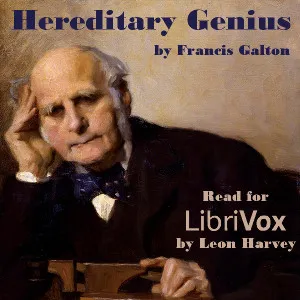 Hereditary Genius
by Francis Galton
Read for
LibriVox
by Leon Harvey